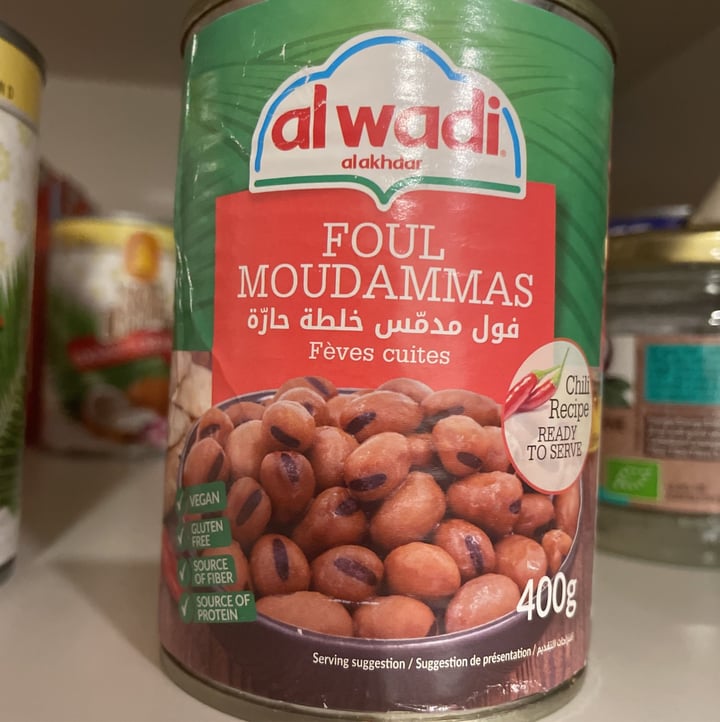 al wadi
al akhdar
FOUL
MOUDAMMAS
فول مدمّس خلطة حارّة
Fèves cuites
Chili
Recipe
READY
TO SERVE
VEGAN
GLUTEN
FREE
SOURCE
OF FIBER
SOURCE OF
PROTEIN
400g
Serving suggestion / Suggestion de présentation /